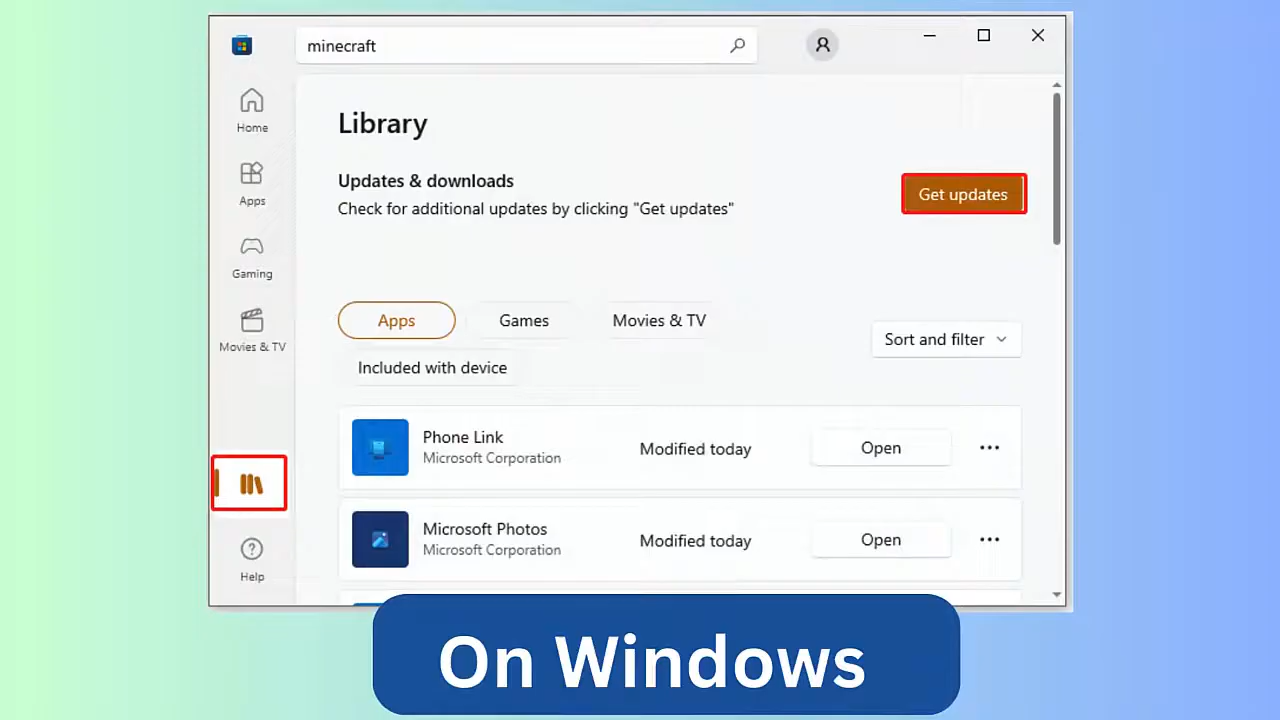 minecraft
Home
Apps
Gaming
Movies & TV
Help
Library
Updates & downloads
Check for additional updates by clicking "Get updates"
Get updates
Apps
Games
Movies & TV
Included with device
Sort and filter
Phone Link
Microsoft Corporation
Modified today
Open
Microsoft Photos
Microsoft Corporation
Modified today
Open
On Windows